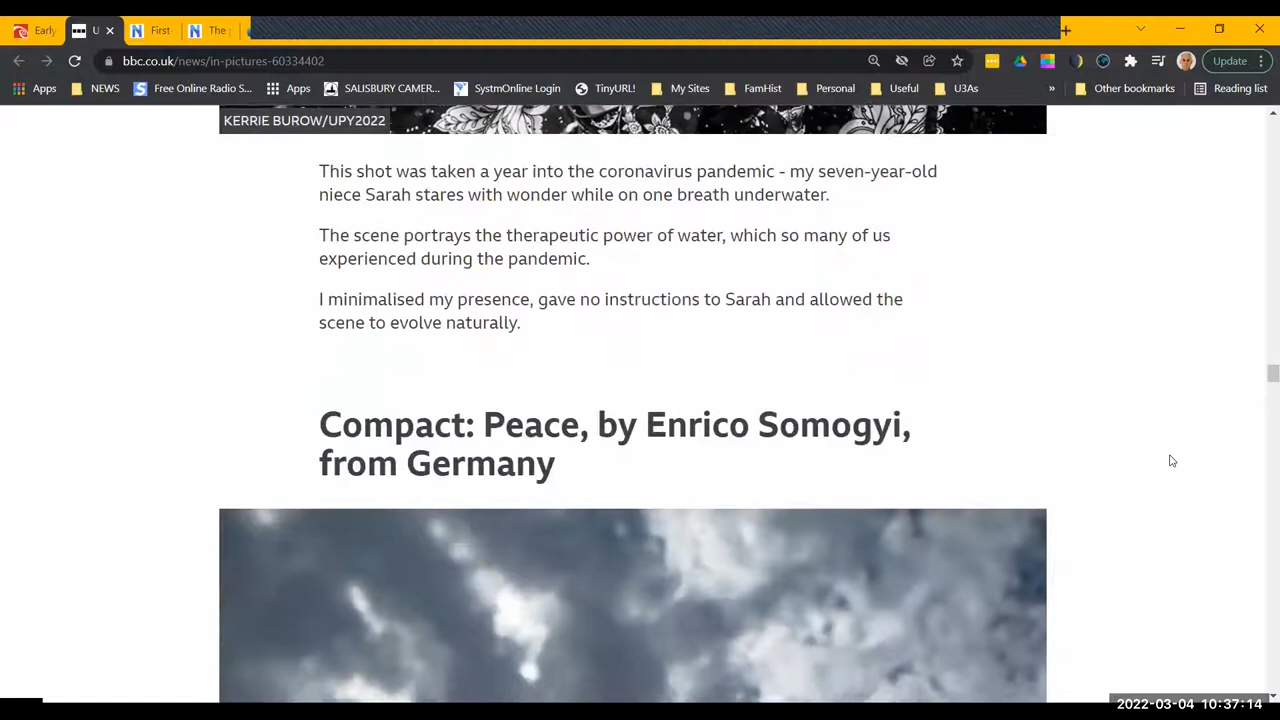 Early
U
First
The
bbc.co.uk/news/in-pictures-60334402
Update
Apps
NEWS
Free Online Radio S...
Apps
SALISBURY CAMER...
SystmOnline Login
TinyURL!
My Sites
FamHist
Personal
Useful
U3As
»
Other bookmarks
Reading list
KERRIE BUROW/UPY2022
This shot was taken a year into the coronavirus pandemic - my seven-year-old
niece Sarah stares with wonder while on one breath underwater.
The scene portrays the therapeutic power of water, which so many of us
experienced during the pandemic.
I minimalised my presence, gave no instructions to Sarah and allowed the
scene to evolve naturally.
Compact: Peace, by Enrico Somogyi,
from Germany
2022-03-04 10:37:14